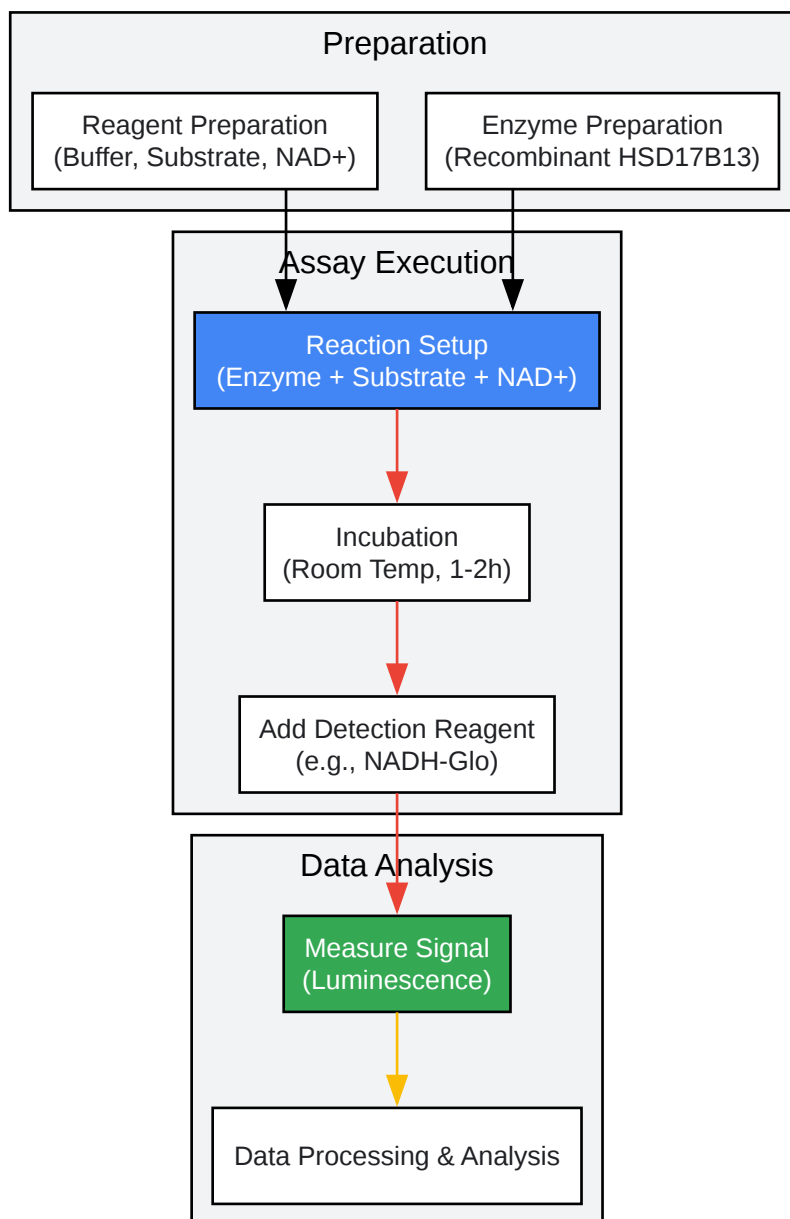 Preparation
Reagent Preparation
(Buffer, Substrate, NAD+)
Enzyme Preparation
(Recombinant HSD17B13)
Assay Execution
Reaction Setup
(Enzyme + Substrate + NAD+)
Incubation
(Room Temp, 1-2h)
Add Detection Reagent
(e.g., NADH-Glo)
Data Analysis
Measure Signal
(Luminescence)
Data Processing & Analysis